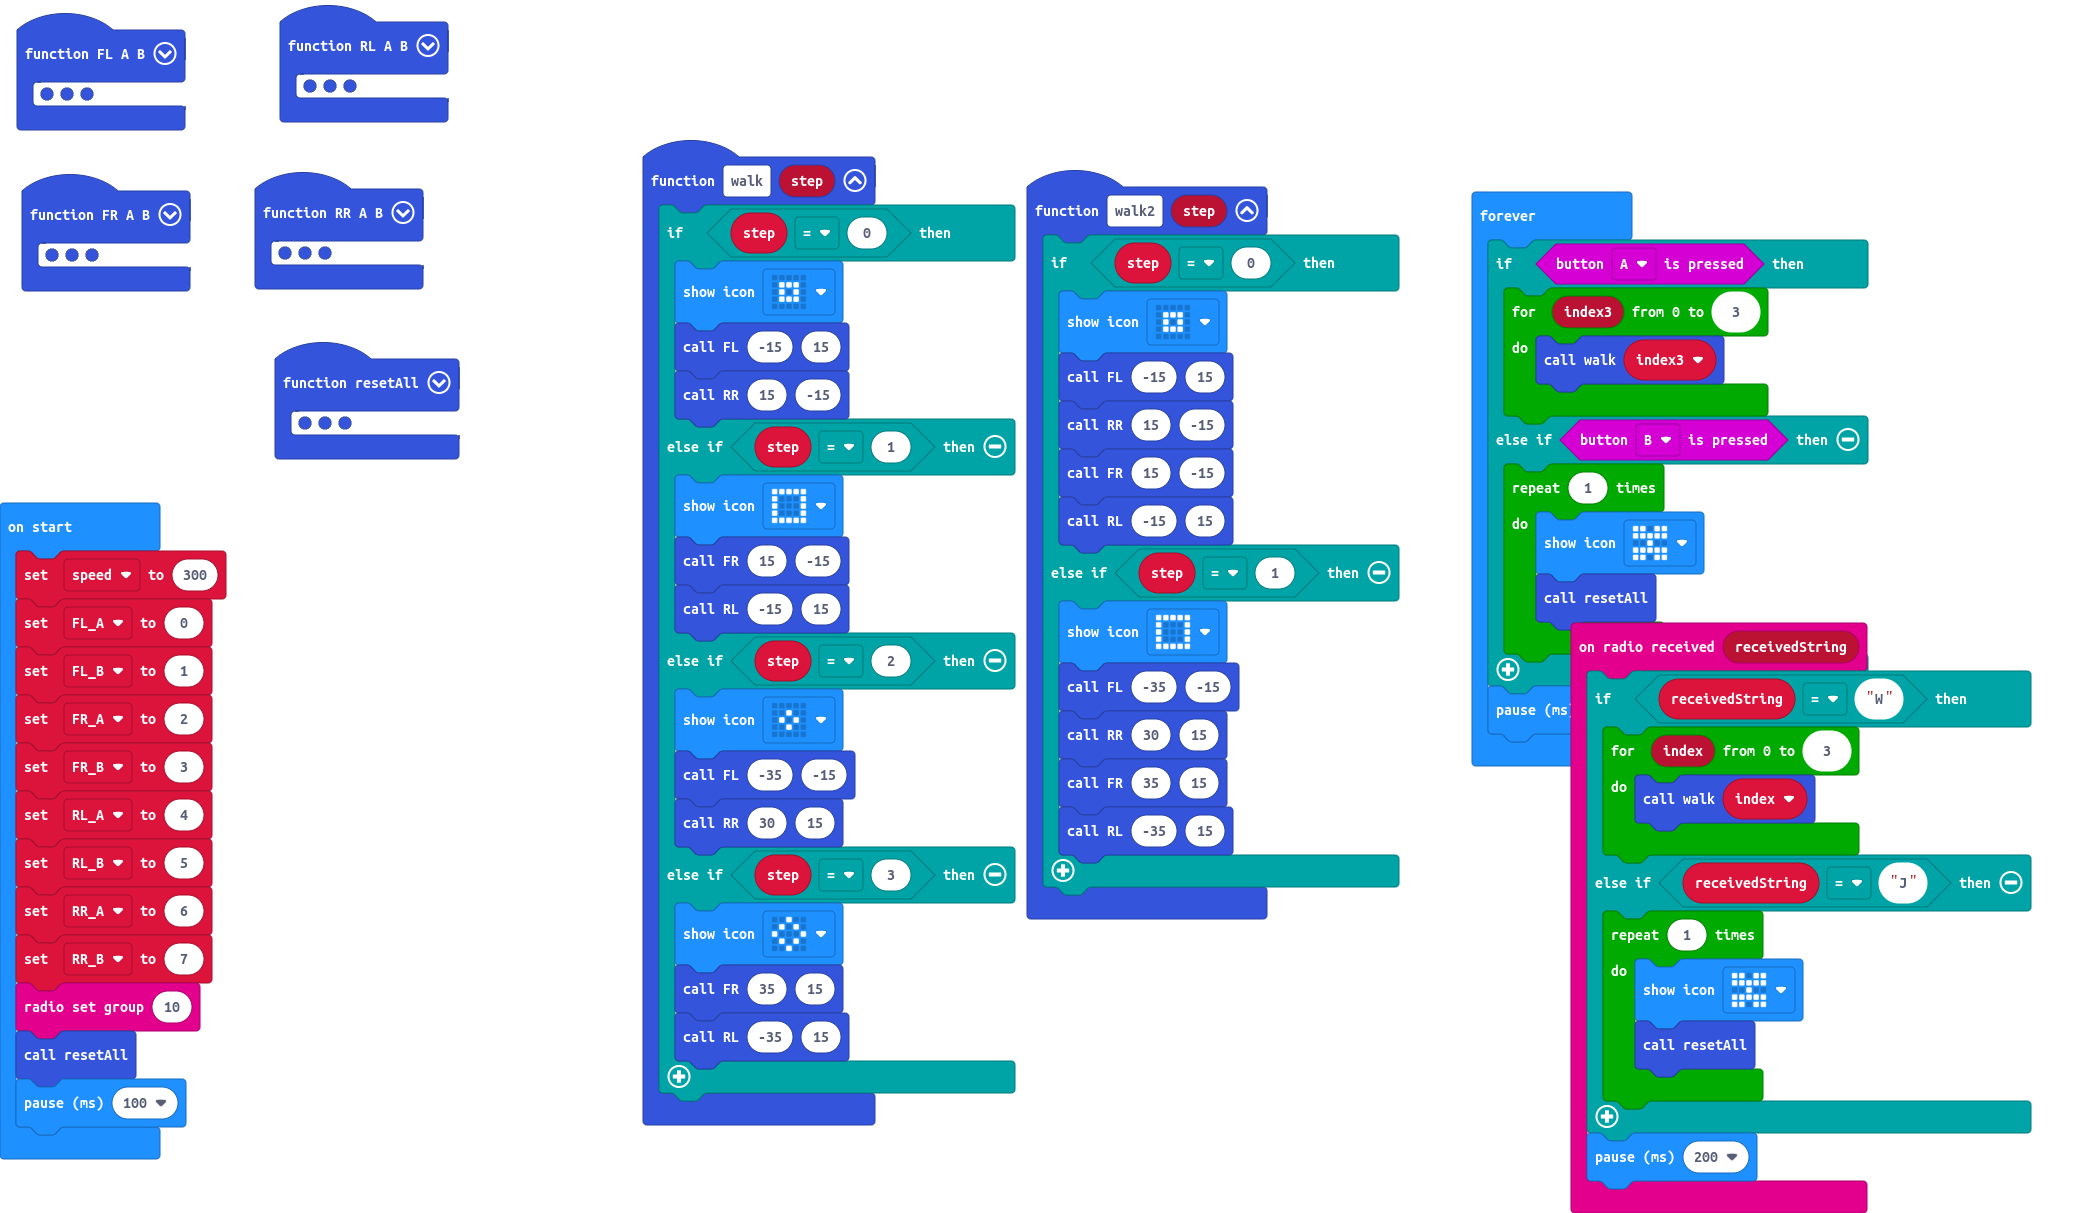 function FL A B
function RL A B
function FR A B
function RR A B
function resetAll
on start
set speed to 300
set FL_A to 0
set FL_B to 1
set FR_A to 2
set FR_B to 3
set RL_A to 4
set RL_B to 5
set RR_A to 6
set RR_B to 7
radio set group 10
call resetAll
pause (ms) 100
function walk step
if step = 0 then
show icon
call FL -15 15
call RR 15 -15
else if step = 1 then
show icon
call FR 15 -15
call RL -15 15
else if step = 2 then
show icon
call FL -35 -15
call RR 30 15
else if step = 3 then
show icon
call FR 35 15
call RL -35 15
function walk2 step
if step = 0 then
show icon
call FL -15 15
call RR 15 -15
call FR 15 -15
call RL -15 15
else if step = 1 then
show icon
call FL -35 -15
call RR 30 15
call FR 35 15
call RL -35 15
forever
if button A is pressed then
for index3 from 0 to 3
do call walk index3
else if button B is pressed then
repeat 1 times
do show icon
call resetAll
pause (ms)
on radio received receivedString
if receivedString = "W" then
for index from 0 to 3
do call walk index
else if receivedString = "J" then
repeat 1 times
do show icon
call resetAll
pause (ms) 200